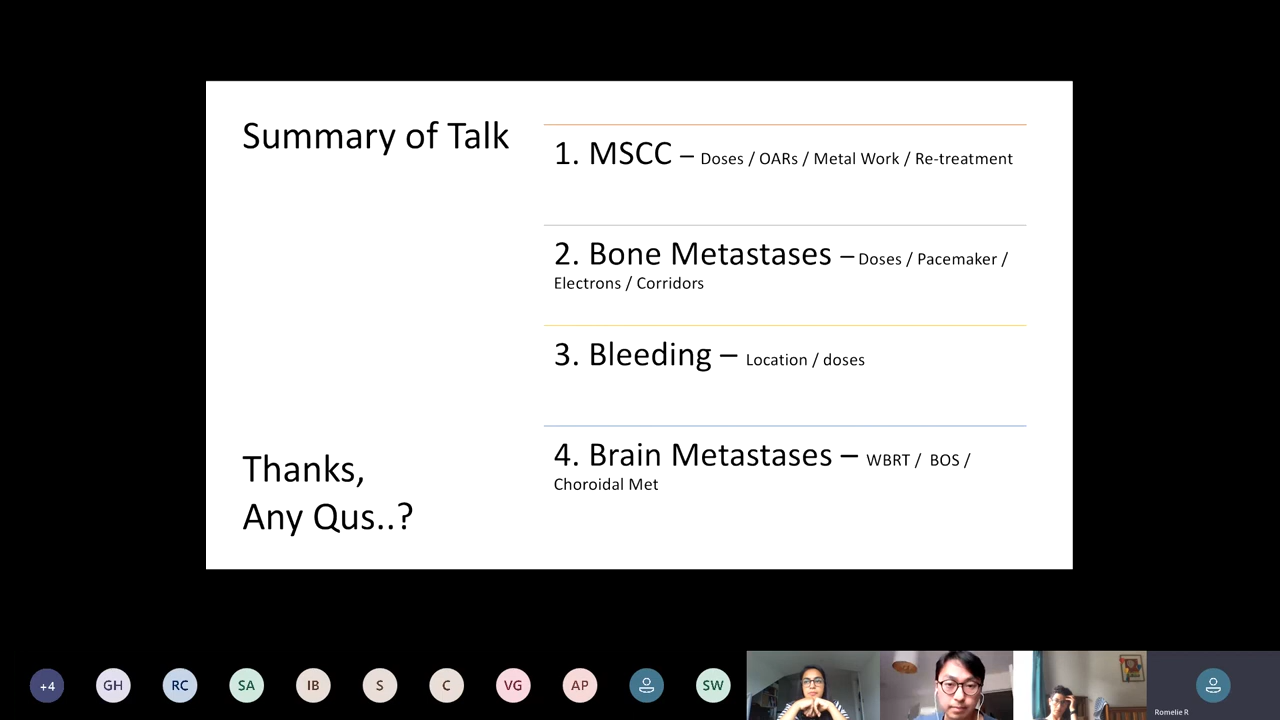 Summary of Talk
1. MSCC – Doses / OARs / Metal Work / Re-treatment
2. Bone Metastases – Doses / Pacemaker /
Electrons / Corridors
3. Bleeding – Location / doses
4. Brain Metastases – WBRT / BOS /
Choroidal Met
Thanks,
Any Qus..?
+4
GH
RC
SA
IB
S
C
VG
AP
SW
Romelie R